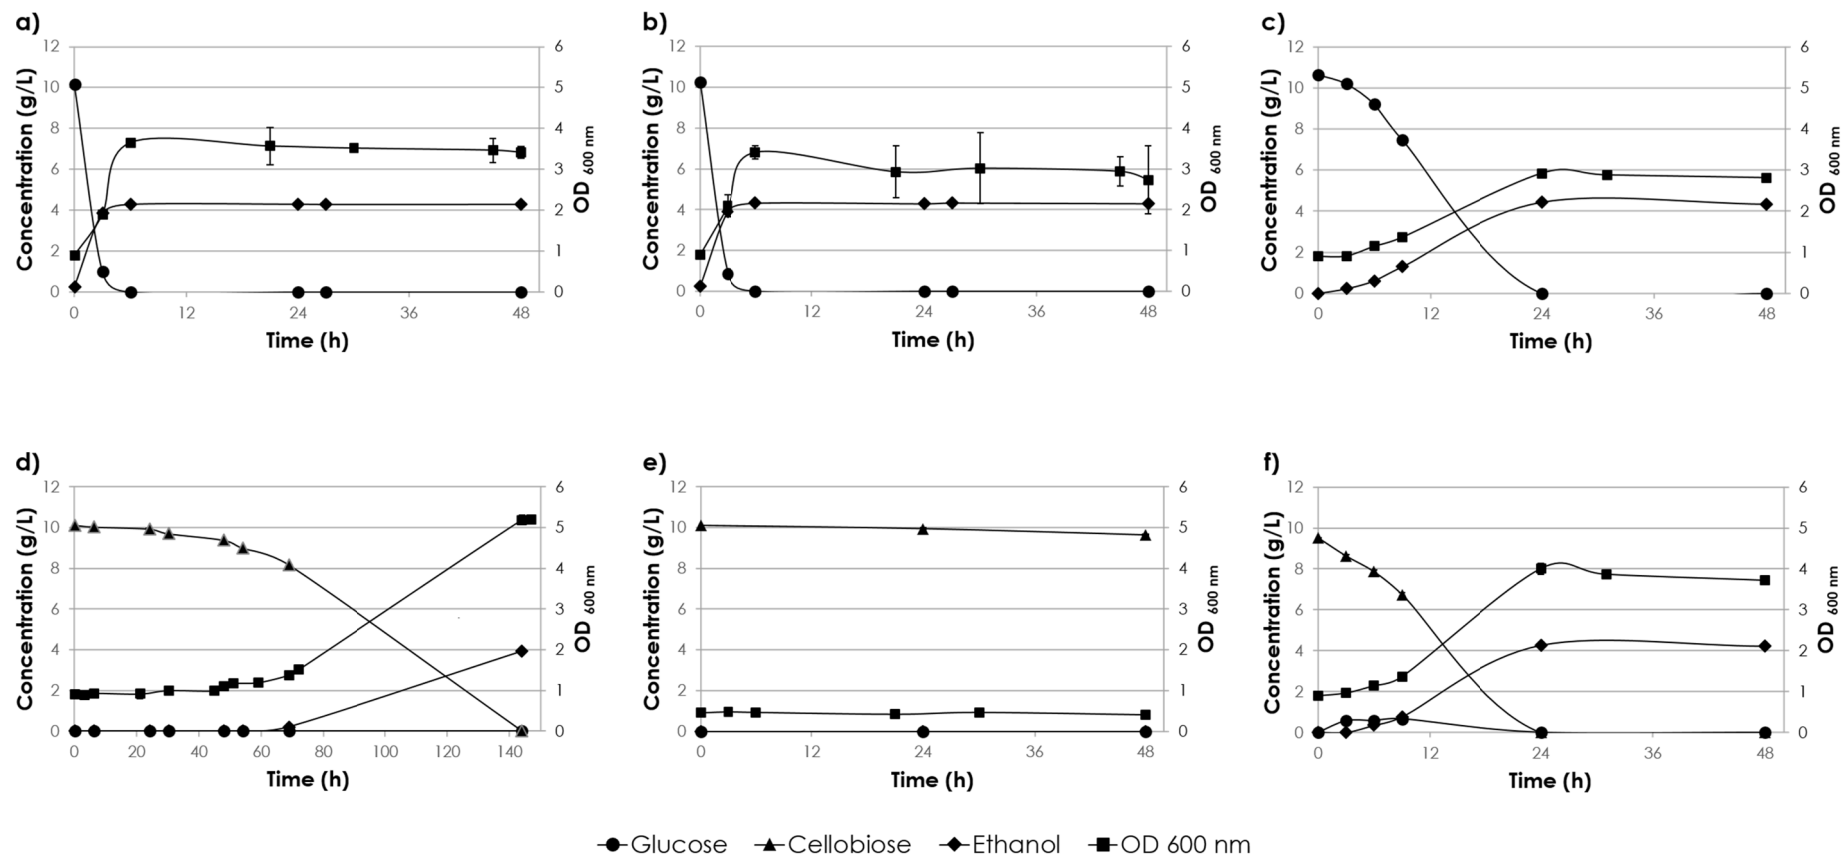 a)
12
10
8
6
4
2
0
Concentration (g/L)
6
5
4
3
2
1
0
OD 600 nm
0 12 24 36 48
Time (h)
b)
12
10
8
6
4
2
0
Concentration (g/L)
6
5
4
3
2
1
0
OD 600 nm
0 12 24 36 48
Time (h)
c)
12
10
8
6
4
2
0
Concentration (g/L)
6
5
4
3
2
1
0
OD 600 nm
0 12 24 36 48
Time (h)
d)
12
10
8
6
4
2
0
Concentration (g/L)
6
5
4
3
2
1
0
OD 600 nm
0 20 40 60 80 100 120 140
Time (h)
e)
12
10
8
6
4
2
0
Concentration (g/L)
6
5
4
3
2
1
0
OD 600 nm
0 12 24 36 48
Time (h)
f)
12
10
8
6
4
2
0
Concentration (g/L)
6
5
4
3
2
1
0
OD 600 nm
0 12 24 36 48
Time (h)
Glucose Cellobiose Ethanol OD 600 nm